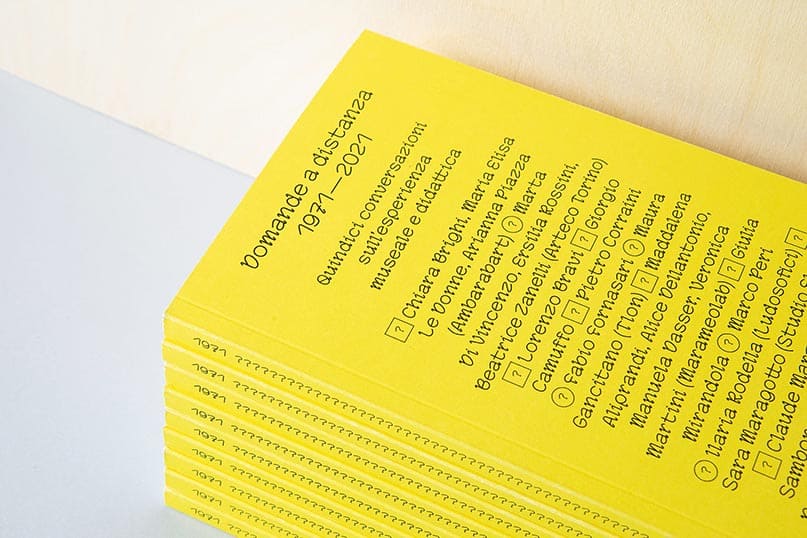 Domande a distanza
1971—2021
Quindici conversazioni
sull'esperienza
museale e didattica
? Chiara Brighi, Maria Elisa
Le Donne, Arianna Piazza
(Ambarabart) ? Marta
Di Vincenzo, Ersilia Rossini,
Beatrice Zanelli (Arteco Torino)
? Lorenzo Bravi ? Giorgio
Camuffo ? Pietro Corraini
? Fabio Fornasari ? Maura
Gancitano (Tlon) ? Maddalena
Aliprandi, Alice Dellantonio,
Manuela Dasser, Veronica
Martini (Marameolab) ? Giulia
Mirandola ? Marco Peri
? Ilaria Rodella (Ludosofici) ?
Sara Maragotto (Studio
? Claude
1971
1971
1971
1971
1971
1971
1971
1971